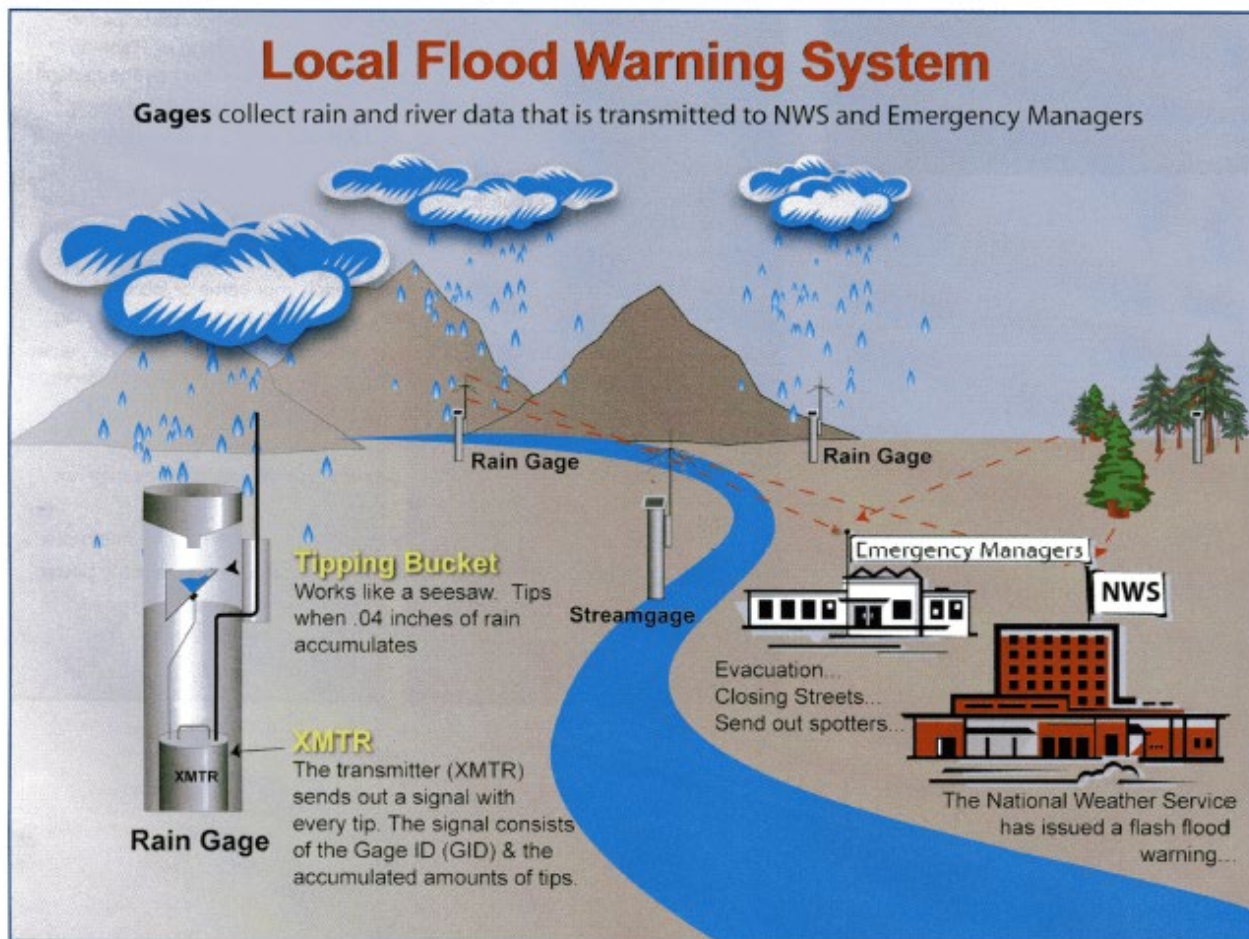 Local Flood Warning System
Gages collect rain and river data that is transmitted to NWS and Emergency Managers
Rain Gage
Rain Gage
Streamgage
Tipping Bucket
Works like a seesaw. Tips
when .04 inches of rain
accumulates
XMTR
The transmitter (XMTR)
sends out a signal with
every tip. The signal consists
of the Gage ID (GID) & the
accumulated amounts of tips.
XMTR
Rain Gage
Emergency Managers
NWS
Evacuation...
Closing Streets...
Send out spotters...
The National Weather Service
has issued a flash flood
warning...